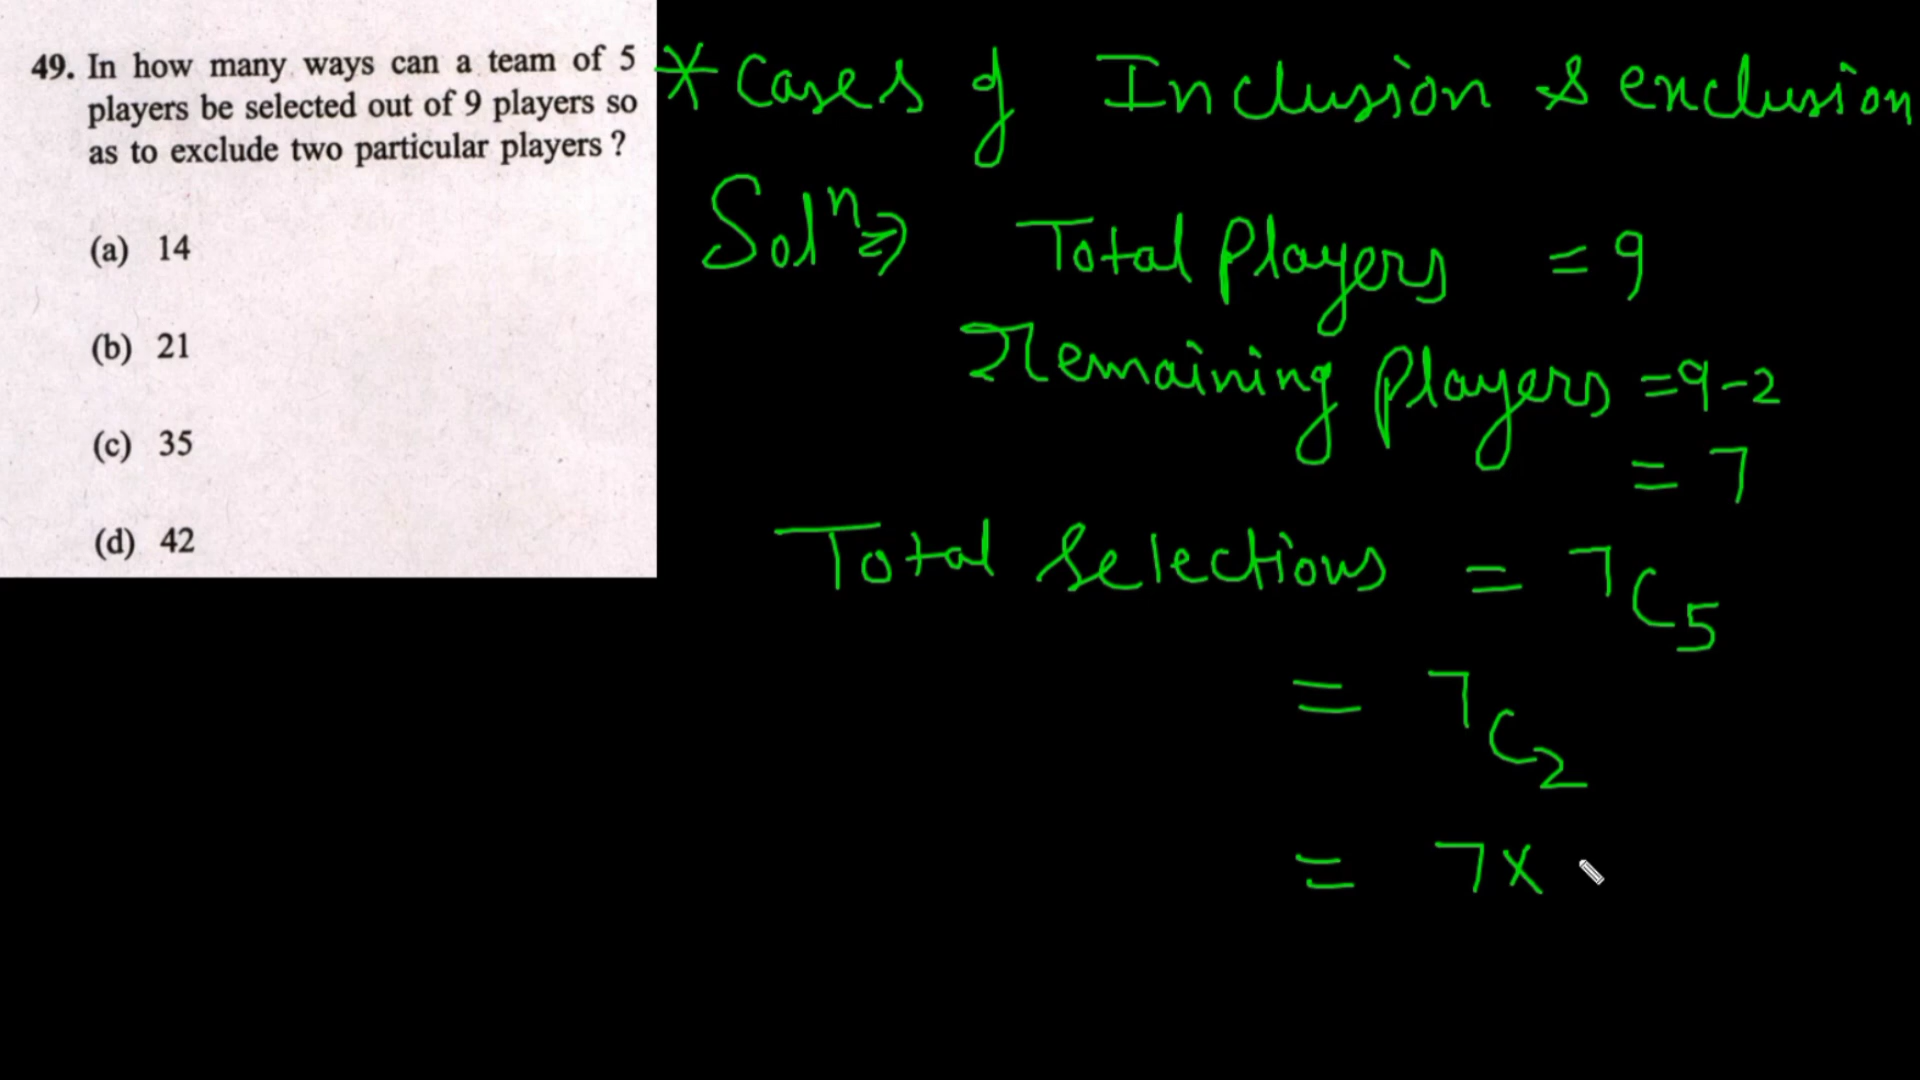 49. In how many ways can a team of 5
players be selected out of 9 players so
as to exclude two particular players ?
(a) 14
(b) 21
(c) 35
(d) 42
* Cases of Inclusion & exclusion
Solⁿ ⇒ Total Players = 9
Remaining Players = 9-2
= 7
Total Selections = ⁷C₅
= ⁷C₂
= 7×